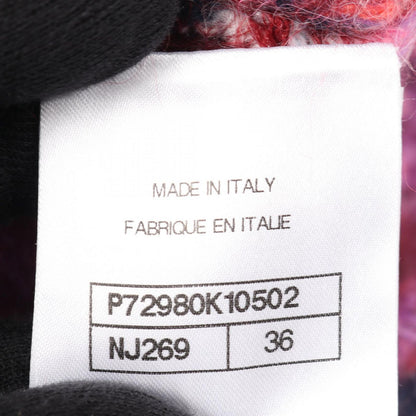 MADE IN ITALY
FABRIQUE EN ITALIE
P72980K10502
NJ269 36